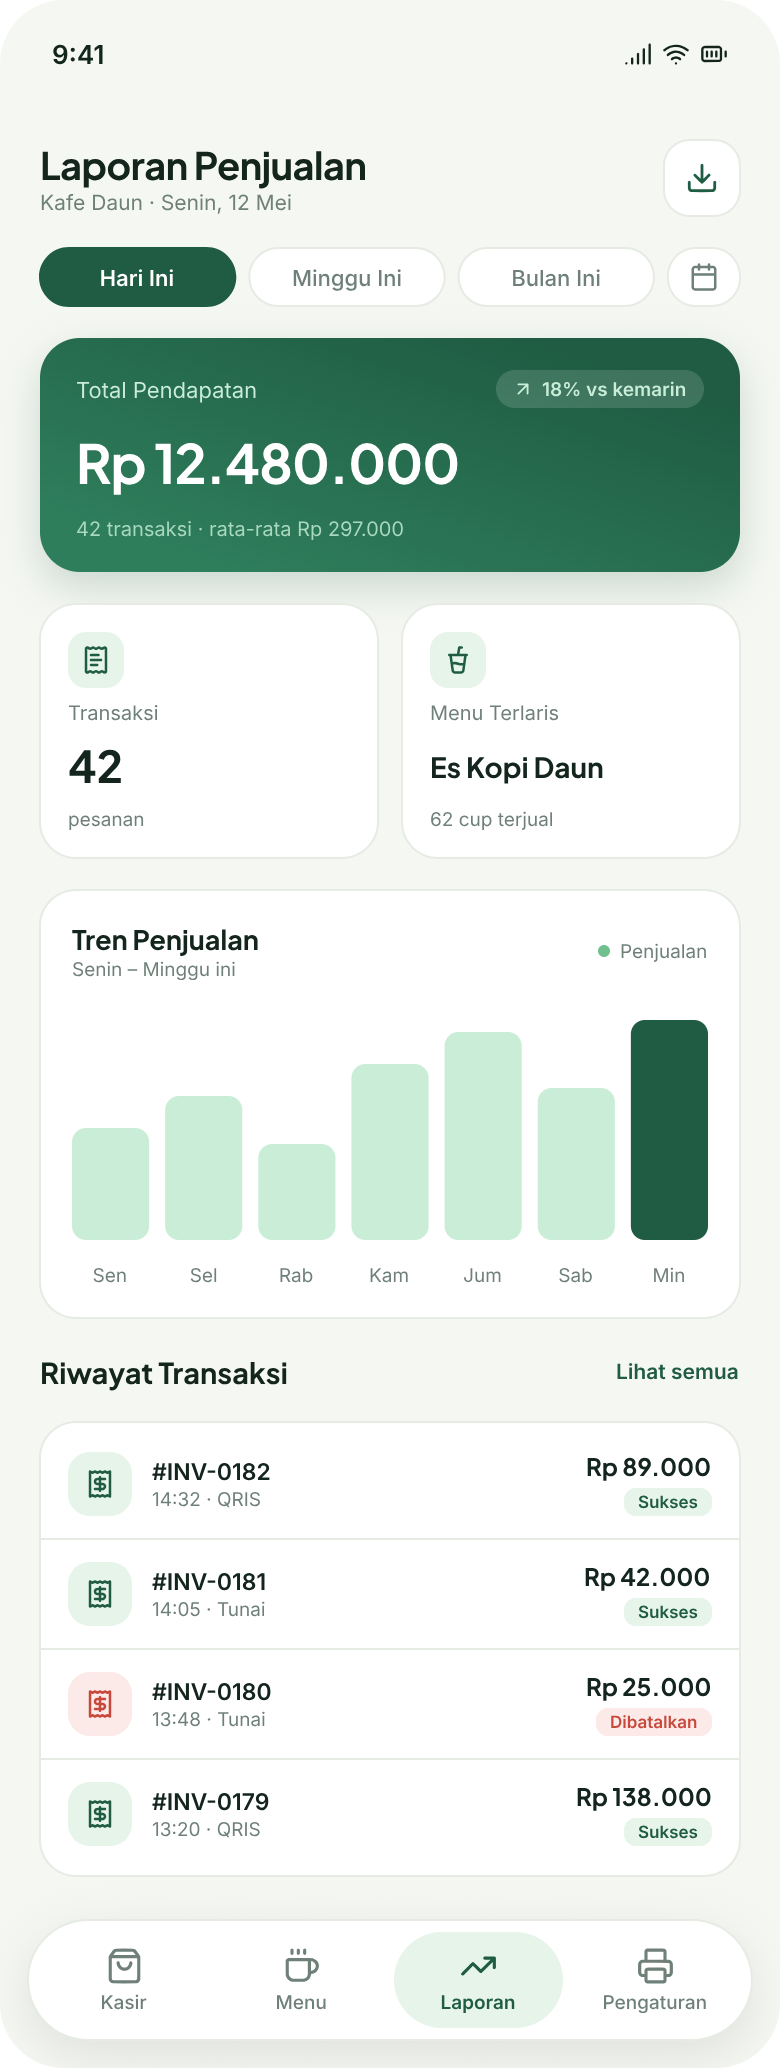 9:41
Laporan Penjualan
Kafe Daun · Senin, 12 Mei
Hari Ini
Minggu Ini
Bulan Ini
Total Pendapatan
18% vs kemarin
Rp 12.480.000
42 transaksi · rata-rata Rp 297.000
Transaksi
42
pesanan
Menu Terlaris
Es Kopi Daun
62 cup terjual
Tren Penjualan
Senin – Minggu ini
Penjualan
Sen Sel Rab Kam Jum Sab Min
Riwayat Transaksi
Lihat semua
#INV-0182
14:32 · QRIS
Rp 89.000
Sukses
#INV-0181
14:05 · Tunai
Rp 42.000
Sukses
#INV-0180
13:48 · Tunai
Rp 25.000
Dibatalkan
#INV-0179
13:20 · QRIS
Rp 138.000
Sukses
Kasir
Menu
Laporan
Pengaturan